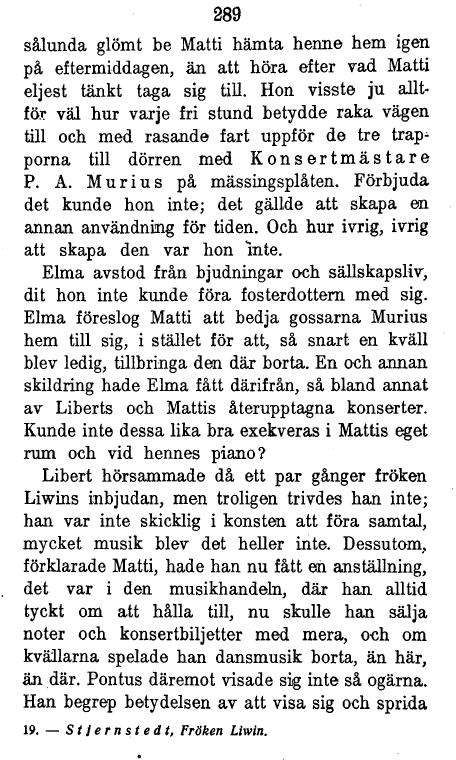 289
sålunda glömt be Matti hämta henne hem igen
på eftermiddagen, än att höra efter vad Matti
eljest tänkt taga sig till. Hon visste ju allt-
för väl hur varje fri stund betydde raka vägen
till och med rasande fart uppför de tre trap-
porna till dörren med Konsertmästare
P. A. Murius på mässingsplåten. Förbjuda
det kunde hon inte; det gällde att skapa en
annan användning för tiden. Och hur ivrig, ivrig
att skapa den var hon inte.
Elma avstod från bjudningar och sällskapsliv,
dit hon inte kunde föra fosterdottern med sig.
Elma föreslog Matti att bedja gossarna Murius
hem till sig, i stället för att, så snart en kväll
blev ledig, tillbringa den där borta. En och annan
skildring hade Elma fått därifrån, så bland annat
av Liberts och Mattis återupptagna konserter.
Kunde inte dessa lika bra exekveras i Mattis eget
rum och vid hennes piano?
Libert hörsammade då ett par gånger fröken
Liwins inbjudan, men troligen trivdes han inte;
han var inte skicklig i konsten att föra samtal,
mycket musik blev det heller inte. Dessutom,
förklarade Matti, hade han nu fått en anställning,
det var i den musikhandeln, där han alltid
tyckt om att hålla till, nu skulle han sälja
noter och konsertbiljetter med mera, och om
kvällarna spelade han dansmusik borta, än här,
än där. Pontus däremot visade sig inte så ogärna.
Han begrep betydelsen av att visa sig och sprida
19. — Stjernstedt, Fröken Liwin.